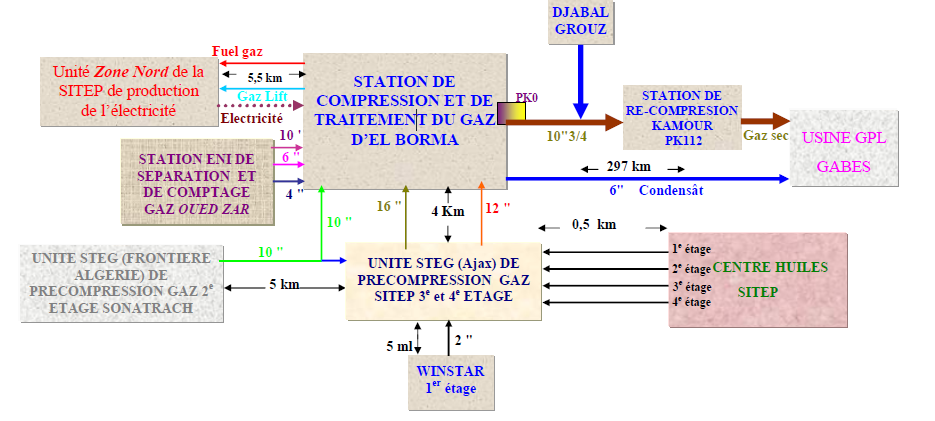 DJABAL
GROUZ
Fuel gaz
Unité Zone Nord de la
SITEP de production
de l'électricité
5,5 km
Gaz Lift
Electricité
STATION DE
COMPRESSION ET DE
TRAITEMENT DU GAZ
D'EL BORMA
PK0
10"3/4
STATION DE
RE-COMPRESION
KAMOUR
PK112
Gaz sec
USINE GPL
GABES
297 km
6" Condensât
10 '
6 "
4 "
STATION ENI DE
SEPARATION ET
DE COMPTAGE
GAZ OUED ZAR
10 "
16 "
4 Km
12 "
0,5 km
UNITE STEG (FRONTIERE
ALGERIE) DE
PRECOMPRESSION GAZ 2e
ETAGE SONATRACH
10 "
5 km
UNITE STEG (Ajax) DE
PRECOMPRESSION GAZ
SITEP 3e et 4e ETAGE
1e étage
2e étage
3e étage
4e étage
CENTRE HUILES
SITEP
5 ml
2 "
WINSTAR
1er étage